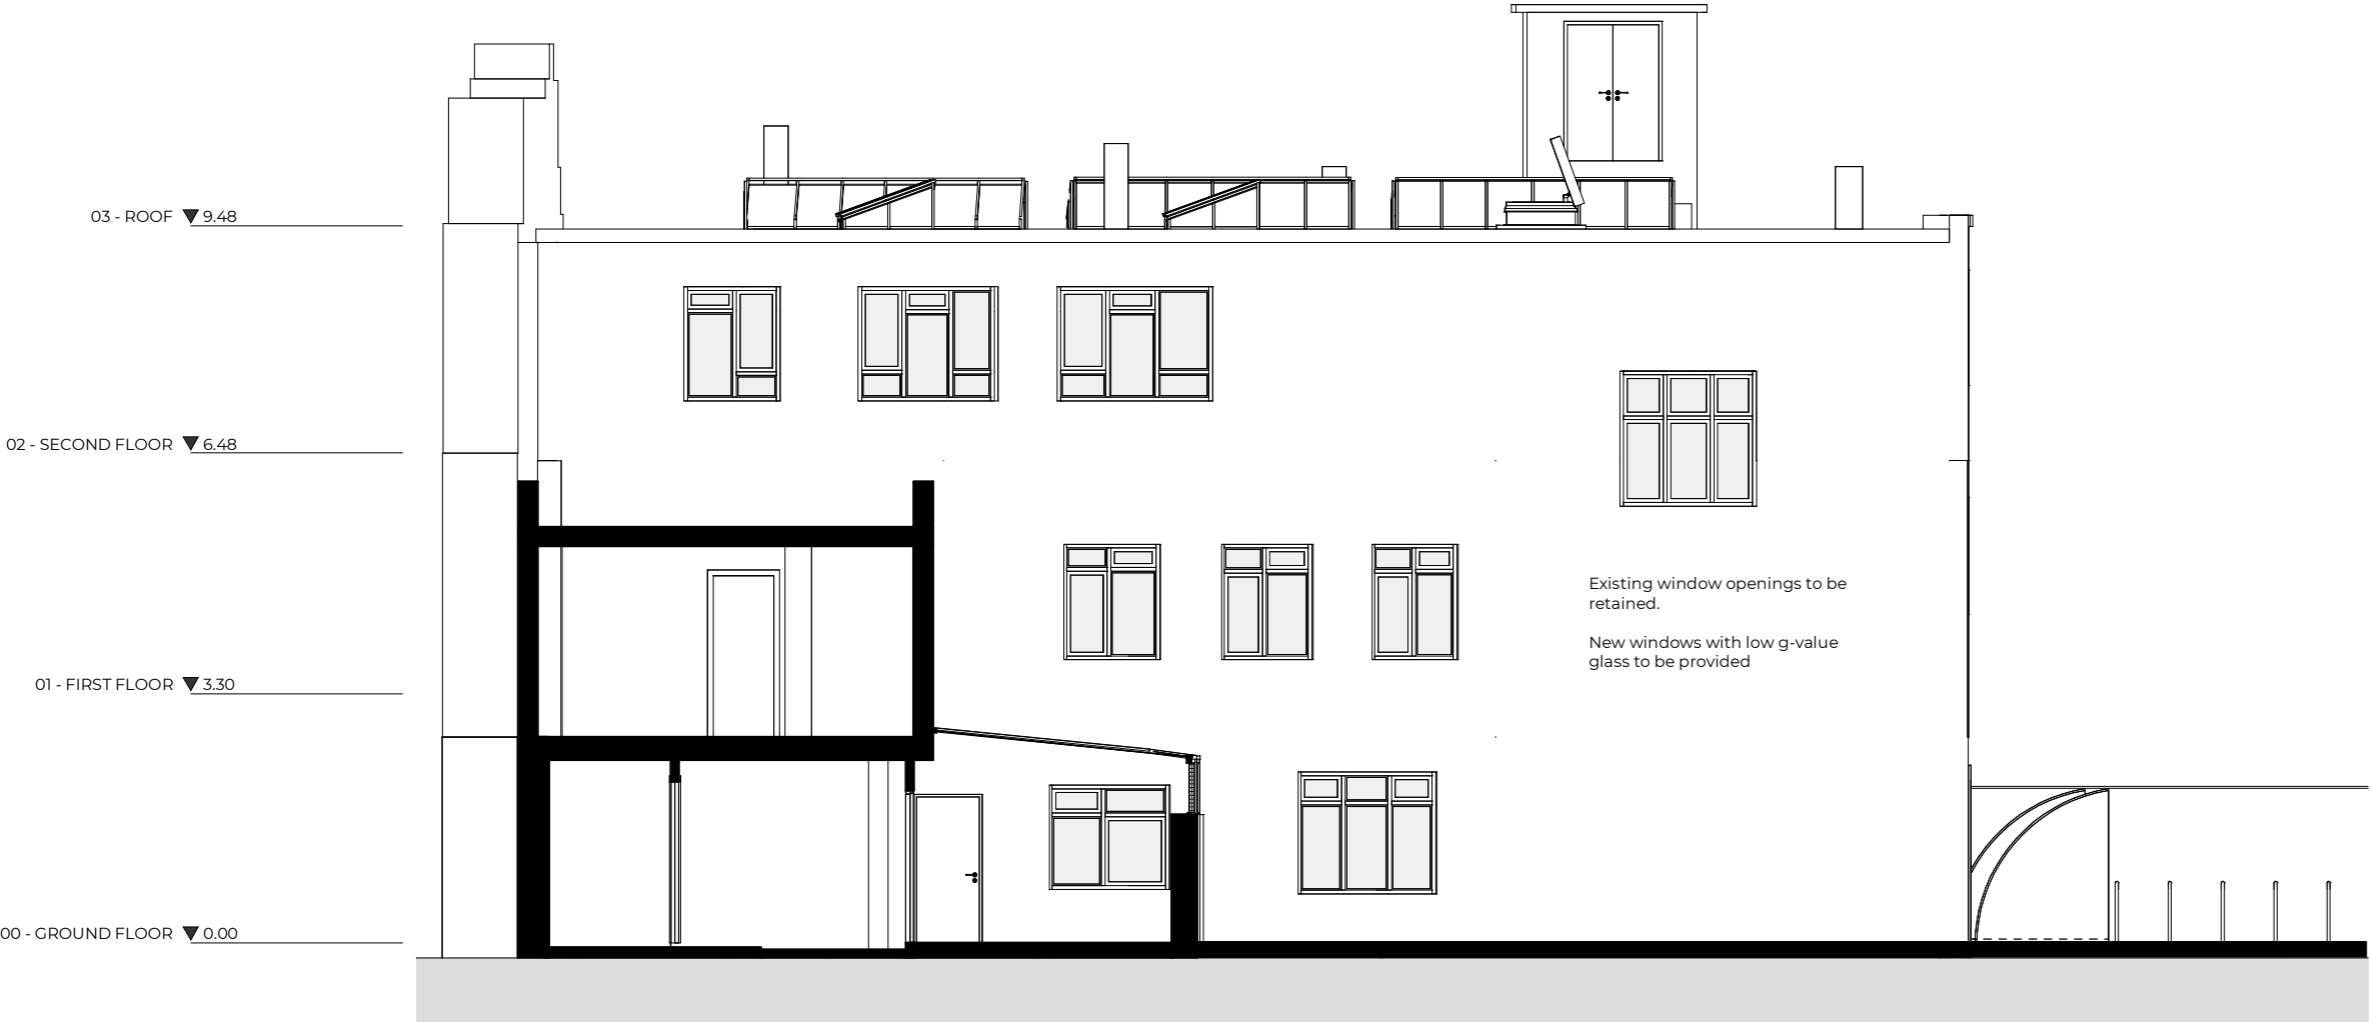 03 - ROOF 9.48
02 - SECOND FLOOR 6.48
Existing window openings to be
retained.
New windows with low g-value
glass to be provided
01 - FIRST FLOOR 3.30
00 - GROUND FLOOR 0.00